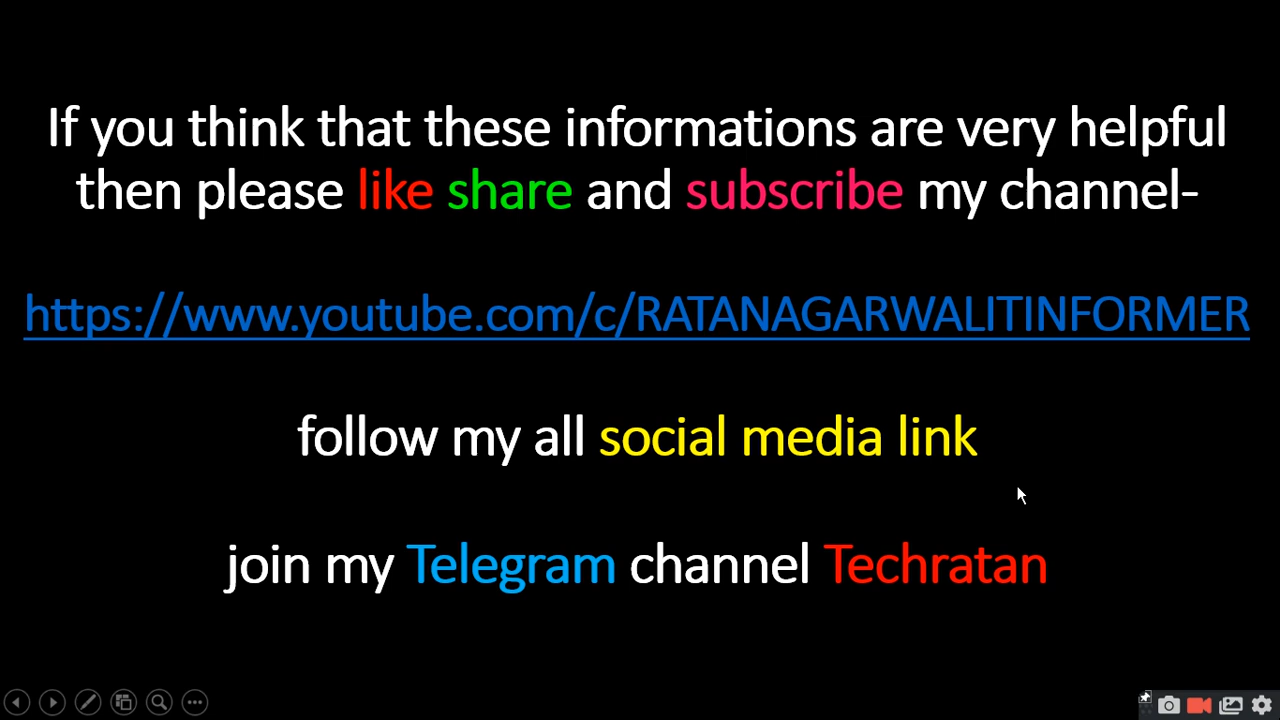 If you think that these informations are very helpful
then please like share and subscribe my channel-
https://www.youtube.com/c/RATANAGARWALITINFORMER
follow my all social media link
join my Telegram channel Techratan